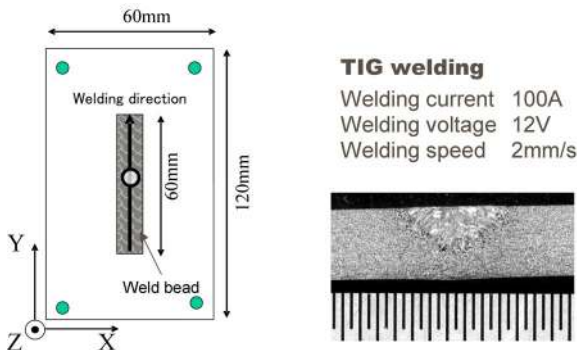 60mm
Welding direction
60mm
120mm
Weld bead
Y
Z
X
TIG welding
Welding current 100A
Welding voltage 12V
Welding speed 2mm/s